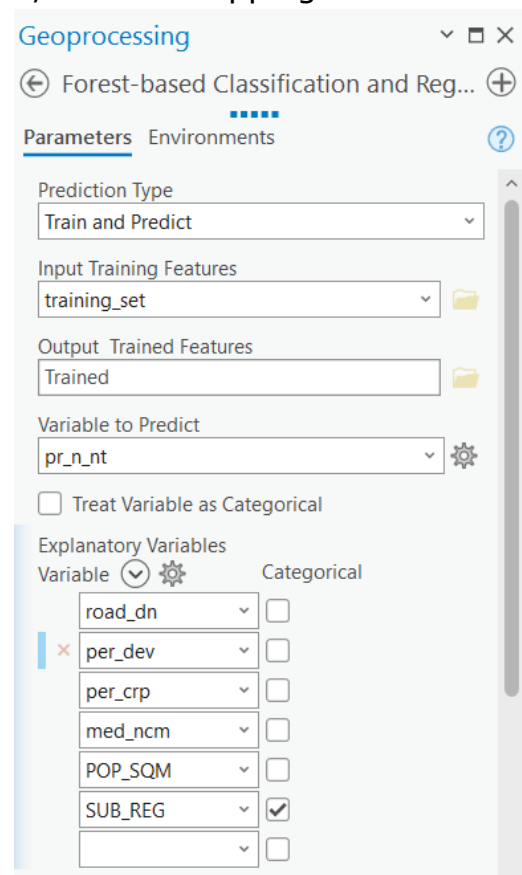 Geoprocessing
Forest-based Classification and Reg...
Parameters Environments
Prediction Type
Train and Predict
Input Training Features
training_set
Output Trained Features
Trained
Variable to Predict
pr_n_nt
Treat Variable as Categorical
Explanatory Variables
Variable Categorical
road_dn
per_dev
per_crp
med_ncm
POP_SQM
SUB_REG